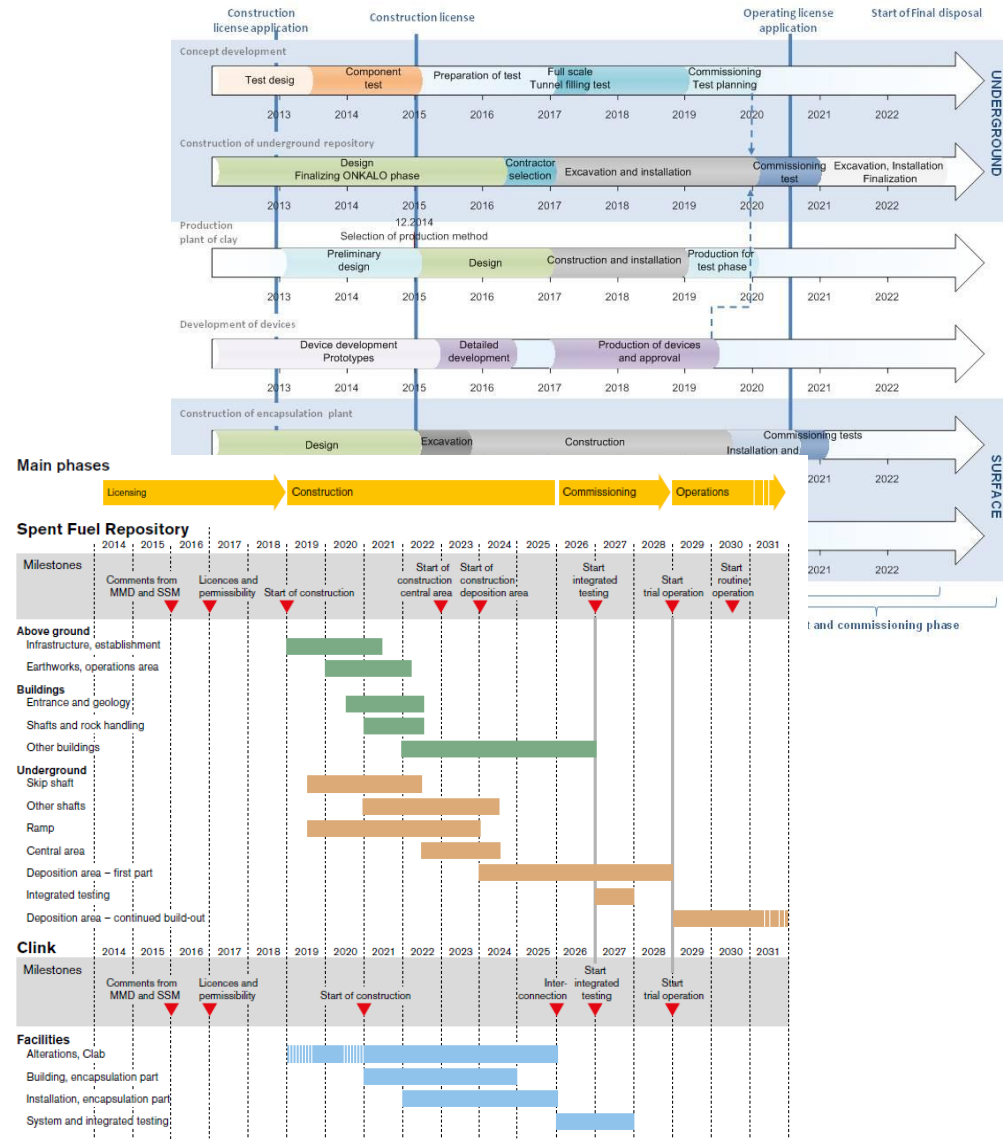 Construction
license application
Construction license
Operating license
application
Start of Final disposal
Concept development
Test desig
Component
test
Preparation of test
Full scale
Tunnel filling test
Commissioning
Test planning
2013 2014 2015 2016 2017 2018 2019 2020 2021 2022
UNDERGROUND
Construction of underground repository
Design
Finalizing ONKALO phase
Contractor
selection
Excavation and installation
Commissioning
test
Excavation, Installation
Finalization
2013 2014 2015 2016 2017 2018 2019 2020 2021 2022
12.2014
Selection of production method
Production
plant of clay
Preliminary
design
Design
Construction and installation
Production for
test phase
2013 2014 2015 2016 2017 2018 2019 2020 2021 2022
Development of devices
Device development
Prototypes
Detailed
development
Production of devices
and approval
2013 2014 2015 2016 2017 2018 2019 2020 2021 2022
Construction of encapsulation plant
Design
Excavation
Construction
Commissioning tests
Installation and
2021 2022
SURFACE
2021 2022
t and commissioning phase
Main phases
Licensing
Construction
Commissioning
Operations
Spent Fuel Repository
2014 2015 2016 2017 2018 2019 2020 2021 2022 2023 2024 2025 2026 2027 2028 2029 2030 2031
Milestones
Comments from
MMD and SSM
Licences and
permissibility
Start of construction
Start of
construction
central area
Start of
construction
deposition area
Start
integrated
testing
Start
trial operation
Start
routine
operation
Above ground
Infrastructure, establishment
Earthworks, operations area
Buildings
Entrance and geology
Shafts and rock handling
Other buildings
Underground
Skip shaft
Other shafts
Ramp
Central area
Deposition area – first part
Integrated testing
Deposition area – continued build-out
Clink
2014 2015 2016 2017 2018 2019 2020 2021 2022 2023 2024 2025 2026 2027 2028 2029 2030 2031
Milestones
Comments from
MMD and SSM
Licences and
permissibility
Start of construction
Inter-
connection
Start
integrated
testing
Start
trial operation
Facilities
Alterations, Clab
Building, encapsulation part
Installation, encapsulation part
System and integrated testing